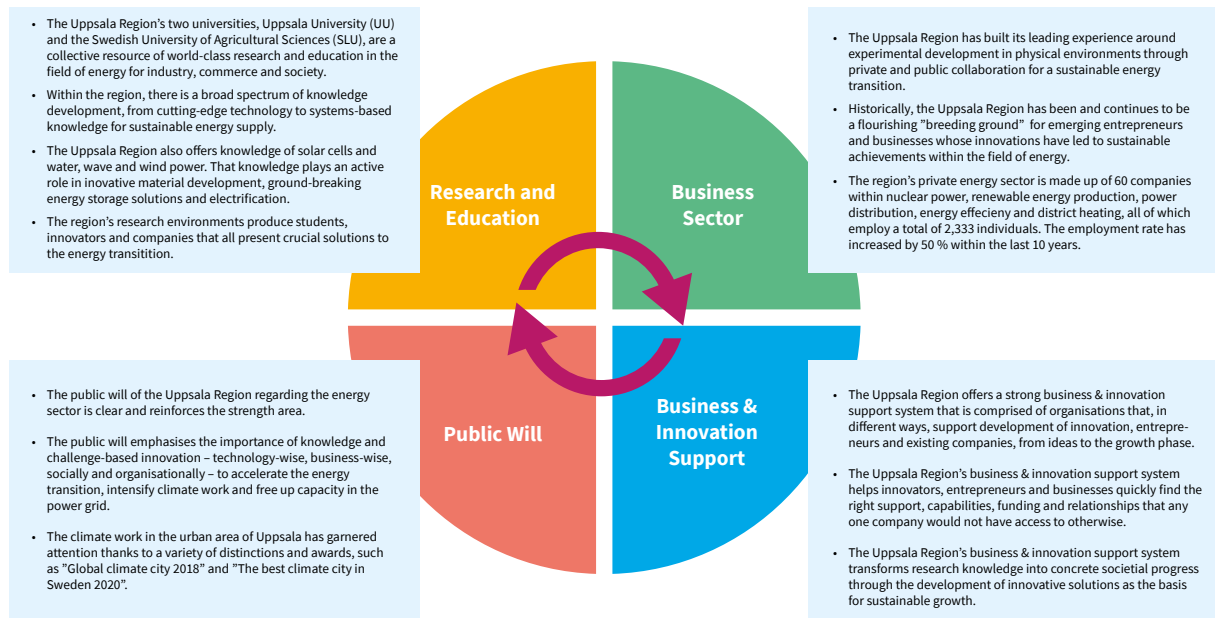 • The Uppsala Region's two universities, Uppsala University (UU)
and the Swedish University of Agricultural Sciences (SLU), are a
collective resource of world-class research and education in the
field of energy for industry, commerce and society.
• Within the region, there is a broad spectrum of knowledge
development, from cutting-edge technology to systems-based
knowledge for sustainable energy supply.
• The Uppsala Region also offers knowledge of solar cells and
water, wave and wind power. That knowledge plays an active
role in inovative material development, ground-breaking
energy storage solutions and electrification.
• The region's research environments produce students,
innovators and companies that all present crucial solutions to
the energy transitition.
Research and
Education
Business
Sector
• The Uppsala Region has built its leading experience around
experimental development in physical environments through
private and public collaboration for a sustainable energy
transition.
• Historically, the Uppsala Region has been and continues to be
a flourishing ”breeding ground” for emerging entrepreneurs
and businesses whose innovations have led to sustainable
achievements within the field of energy.
• The region's private energy sector is made up of 60 companies
within nuclear power, renewable energy production, power
distribution, energy effecieny and district heating, all of which
employ a total of 2,333 individuals. The employment rate has
increased by 50 % within the last 10 years.
• The public will of the Uppsala Region regarding the energy
sector is clear and reinforces the strength area.
• The public will emphasises the importance of knowledge and
challenge-based innovation – technology-wise, business-wise,
socially and organisationally – to accelerate the energy
transition, intensify climate work and free up capacity in the
power grid.
• The climate work in the urban area of Uppsala has garnered
attention thanks to a variety of distinctions and awards, such
as ”Global climate city 2018” and ”The best climate city in
Sweden 2020”.
Public Will
Business &
Innovation
Support
• The Uppsala Region offers a strong business & innovation
support system that is comprised of organisations that, in
different ways, support development of innovation, entrepre-
neurs and existing companies, from ideas to the growth phase.
• The Uppsala Region's business & innovation support system
helps innovators, entrepreneurs and businesses quickly find the
right support, capabilities, funding and relationships that any
one company would not have access to otherwise.
• The Uppsala Region's business & innovation support system
transforms research knowledge into concrete societial progress
through the development of innovative solutions as the basis
for sustainable growth.